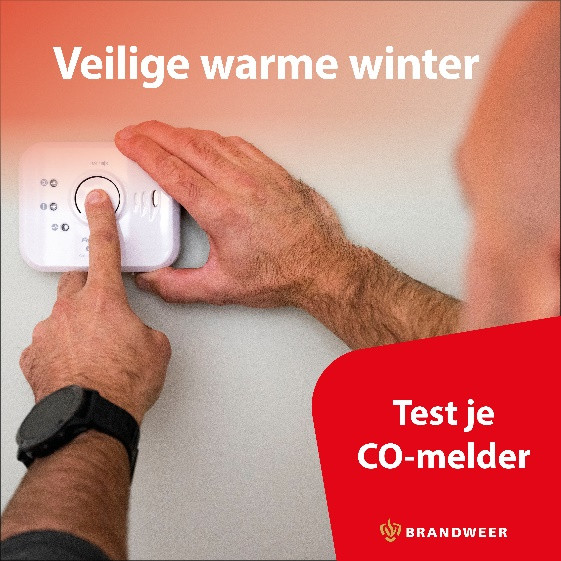 Veilige warme winter
Test je
CO-melder
BRANDWEER